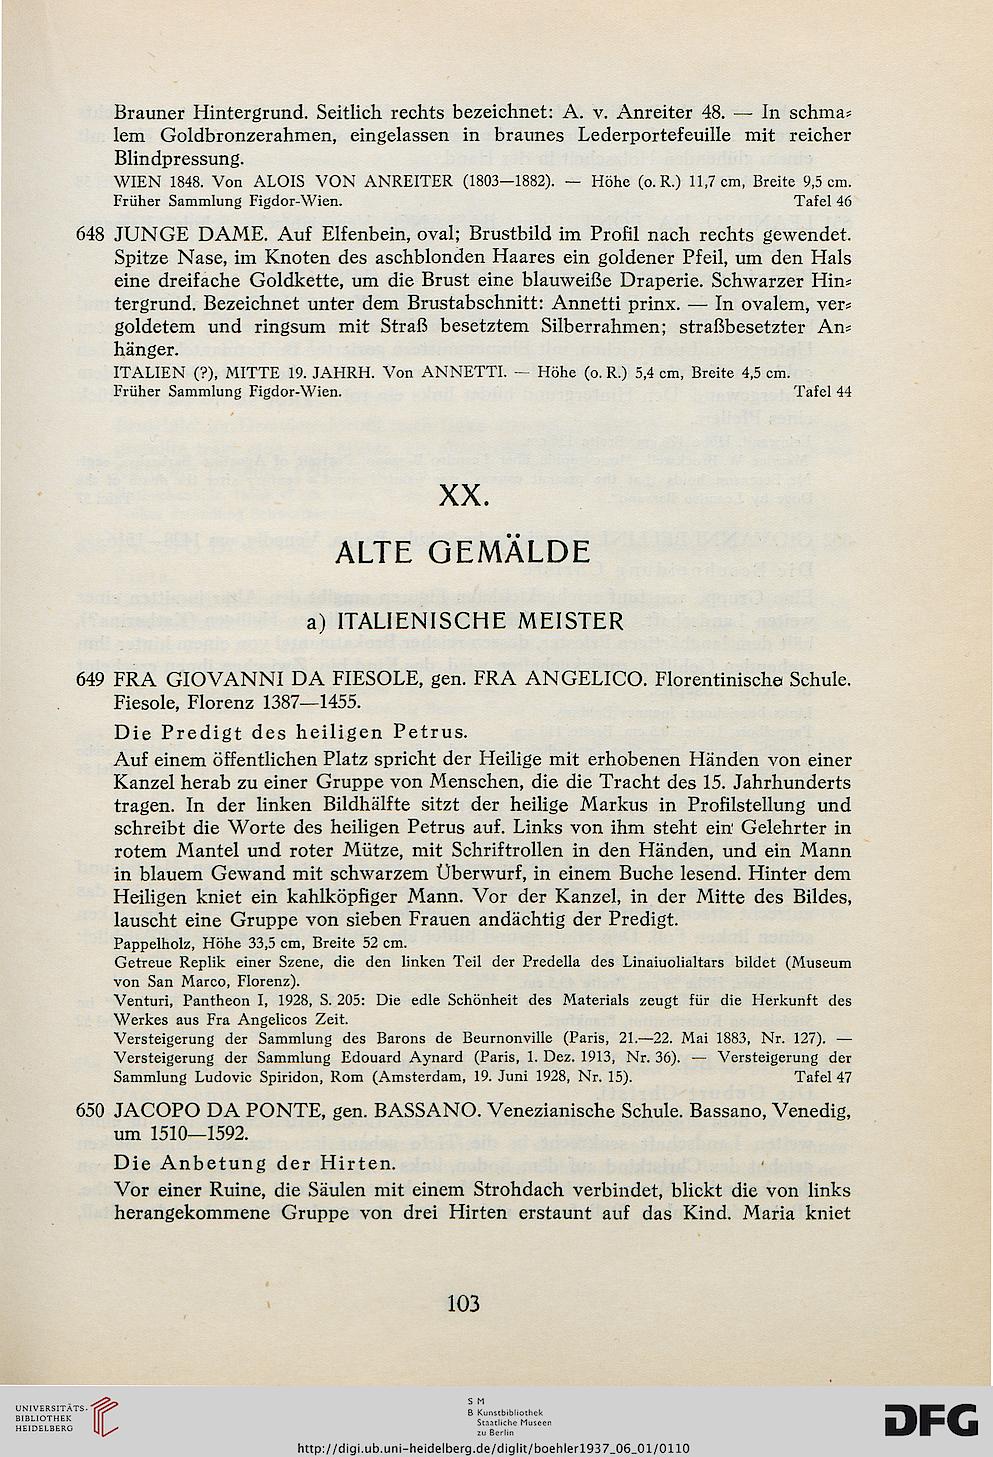 Brauner Hintergrund. Seitlich rechts bezeichnet: A. v. Anreiter 48. — In schma=
lem Goldbronzerahmen, eingelassen in braunes Lederportefeuille mit reicher
Blindpressung.
WIEN 1848. Von ALOIS VON ANREITER (1803—1882). — Höhe (o. R.) 11,7 cm, Breite 9,5 cm.
Früher Sammlung Figdor-Wien. Tafel 46
648 JUNGE DAME. Auf Elfenbein, oval; Brustbild im Profil nach rechts gewendet.
Spitze Nase, im Knoten des aschblonden Haares ein goldener Pfeil, um den Hals
eine dreifache Goldkette, um die Brust eine blauweiße Draperie. Schwarzer Hin=
tergrund. Bezeichnet unter dem Brustabschnitt: Annetti prinx. — In ovalem, ver=
goldetem und ringsum mit Straß besetztem Silberrahmen; straßbesetzter An=
hänger.
ITALIEN (?), MITTE 19. JAHRH. Von ANNETTI. — Höhe (o. R.) 5,4 cm, Breite 4,5 cm.
Früher Sammlung Figdor-Wien. Tafel 44
XX.
ALTE GEMÄLDE
a) ITALIENISCHE MEISTER
649 FRA GIOVANNI DA FIESOLE, gen. FRA ANGELICO. Florentinische Schule.
Fiesole, Florenz 1387—1455.
Die Predigt des heiligen Petrus.
Auf einem öffentlichen Platz spricht der Heilige mit erhobenen Händen von einer
Kanzel herab zu einer Gruppe von Menschen, die die Tracht des 15. Jahrhunderts
tragen. In der linken Bildhälfte sitzt der heilige Markus in Profilstellung und
schreibt die Worte des heiligen Petrus auf. Links von ihm steht ein Gelehrter in
rotem Mantel und roter Mütze, mit Schriftrollen in den Händen, und ein Mann
in blauem Gewand mit schwarzem Überwurf, in einem Buche lesend. Hinter dem
Heiligen kniet ein kahlköpfiger Mann. Vor der Kanzel, in der Mitte des Bildes,
lauscht eine Gruppe von sieben Frauen andächtig der Predigt.
Pappelholz, Höhe 33,5 cm, Breite 52 cm.
Getreue Replik einer Szene, die den linken Teil der Predella des Linaiuolialtars bildet (Museum
von San Marco, Florenz).
Venturi, Pantheon I, 1928, S. 205: Die edle Schönheit des Materials zeugt für die Herkunft des
Werkes aus Fra Angelicos Zeit.
Versteigerung der Sammlung des Barons de Beurnonville (Paris, 21.—22. Mai 1883, Nr. 127). —
Versteigerung der Sammlung Edouard Aynard (Paris, 1. Dez. 1913, Nr. 36). — Versteigerung der
Sammlung Ludovic Spiridon, Rom (Amsterdam, 19. Juni 1928, Nr. 15). Tafel 47
650 JACOPO DA PONTE, gen. BASSANO. Venezianische Schule. Bassano, Venedig,
um 1510—1592.
Die Anbetung der Hirten.
Vor einer Ruine, die Säulen mit einem Strohdach verbindet, blickt die von links
herangekommene Gruppe von drei Hirten erstaunt auf das Kind. Maria kniet
103
UNIVERSITÄTS-
BIBLIOTHEK
HEIDELBERG
S M
B Kunstbibliothek
Staatliche Museen
zu Berlin
http://digi.ub.uni-heidelberg.de/diglit/boehler1937_06_01/0110
DFG